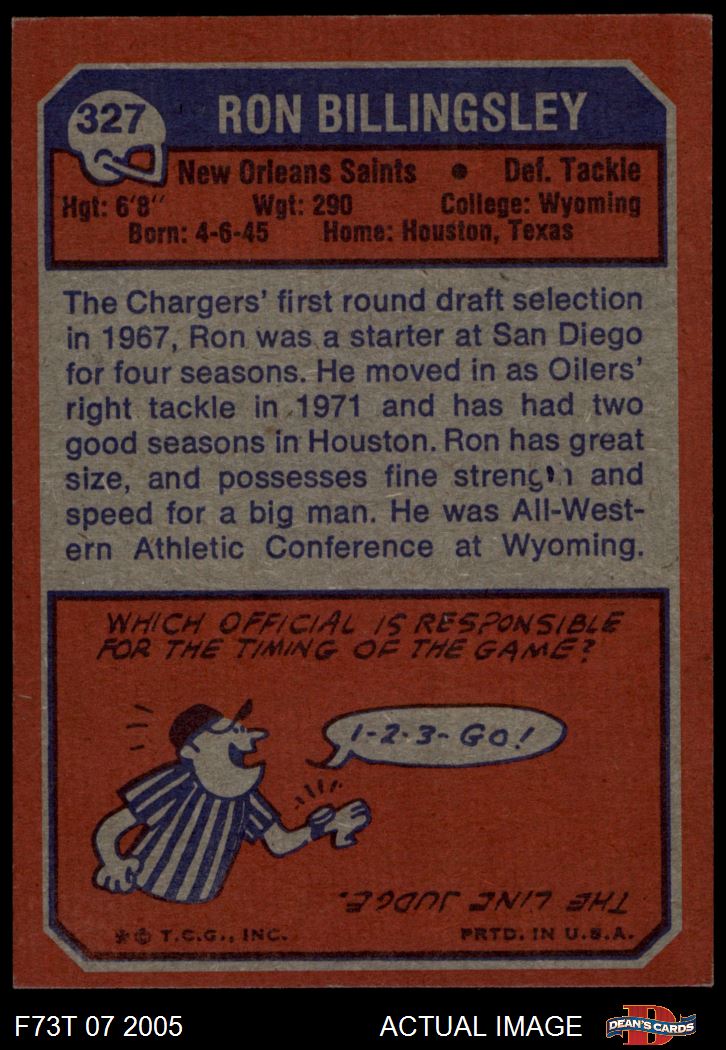 327
RON BILLINGSLEY
New Orleans Saints • Def. Tackle
Hgt: 6'8" Wgt: 290 College: Wyoming
Born: 4-6-45 Home: Houston, Texas
The Chargers' first round draft selection
in 1967, Ron was a starter at San Diego
for four seasons. He moved in as Oilers'
right tackle in 1971 and has had two
good seasons in Houston. Ron has great
size, and possesses fine strength and
speed for a big man. He was All-West-
ern Athletic Conference at Wyoming.
WHICH OFFICIAL IS RESPONSIBLE
FOR THE TIMING OF THE GAME?
1-2-3-GO!
THE LINE JUDGE.
*© T.C.G., INC. PRTD. IN U.S.A.
F73T 07 2005 ACTUAL IMAGE D DEAN'S CARDS